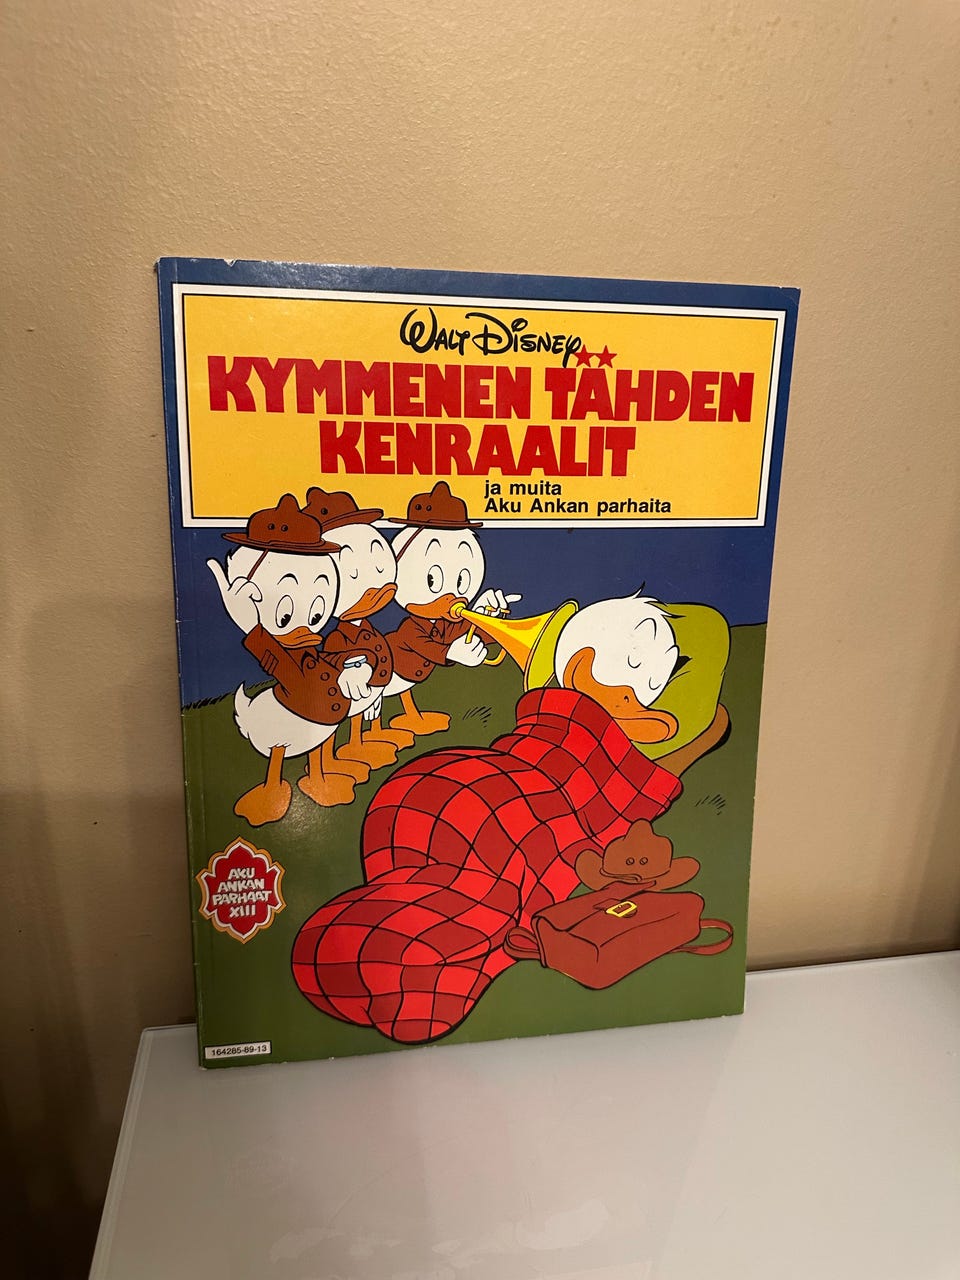 Walt Disney
KYMMENEN TÄHDEN
KENRAALIT
ja muita
Aku Ankan parhaita
AKU
ANKAN
PARHAAT
XIII
164285-89-13